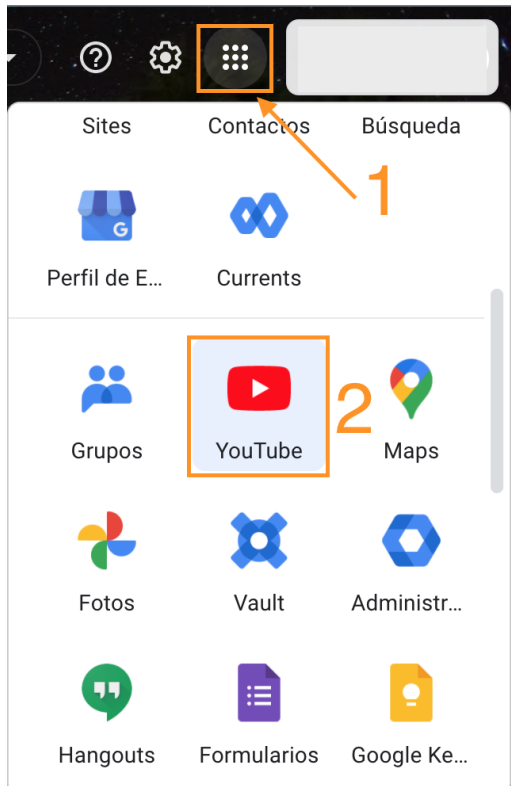 Sites Contactos Búsqueda
1
Perfil de E... Currents
2
Grupos YouTube Maps
Fotos Vault Administr...
Hangouts Formularios Google Ke...